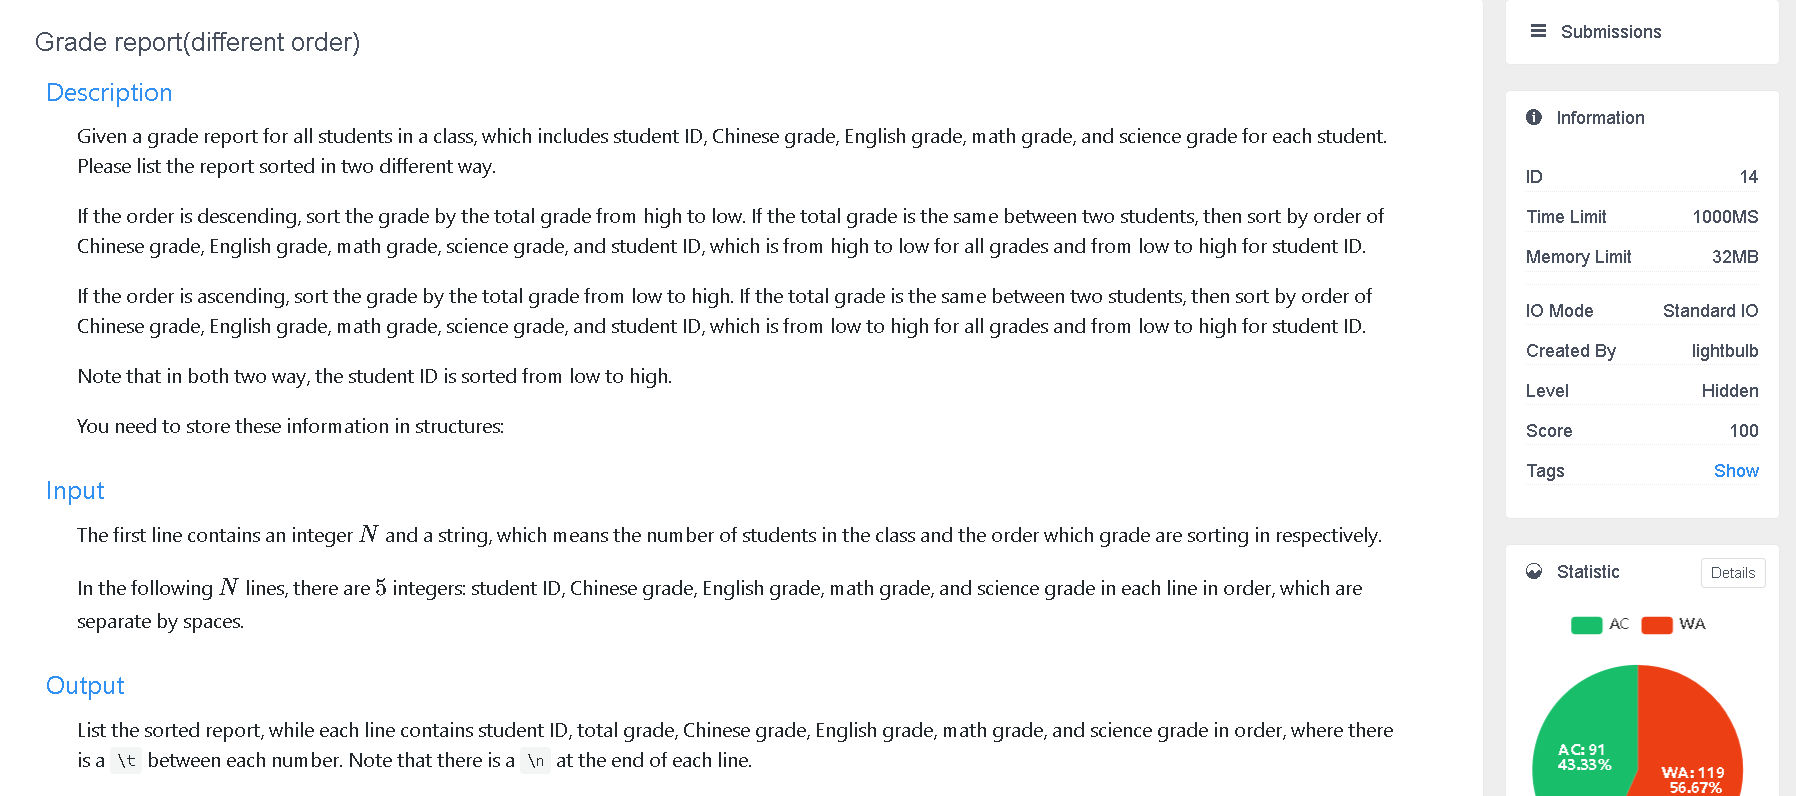 Grade report(different order)
Description
Given a grade report for all students in a class, which includes student ID, Chinese grade, English grade, math grade, and science grade for each student.
Please list the report sorted in two different way.
If the order is descending, sort the grade by the total grade from high to low. If the total grade is the same between two students, then sort by order of
Chinese grade, English grade, math grade, science grade, and student ID, which is from high to low for all grades and from low to high for student ID.
If the order is ascending, sort the grade by the total grade from low to high. If the total grade is the same between two students, then sort by order of
Chinese grade, English grade, math grade, science grade, and student ID, which is from low to high for all grades and from low to high for student ID.
Note that in both two way, the student ID is sorted from low to high.
You need to store these information in structures:
Input
The first line contains an integer N and a string, which means the number of students in the class and the order which grade are sorting in respectively.
In the following N lines, there are 5 integers: student ID, Chinese grade, English grade, math grade, and science grade in each line in order, which are
separate by spaces.
Output
List the sorted report, while each line contains student ID, total grade, Chinese grade, English grade, math grade, and science grade in order, where there
is a \t between each number. Note that there is a \n at the end of each line.
Submissions
Information
ID 14
Time Limit 1000MS
Memory Limit 32MB
IO Mode Standard IO
Created By lightbulb
Level Hidden
Score 100
Tags Show
Statistic Details
AC WA
AC: 91
43.33%
WA: 119
56.67%